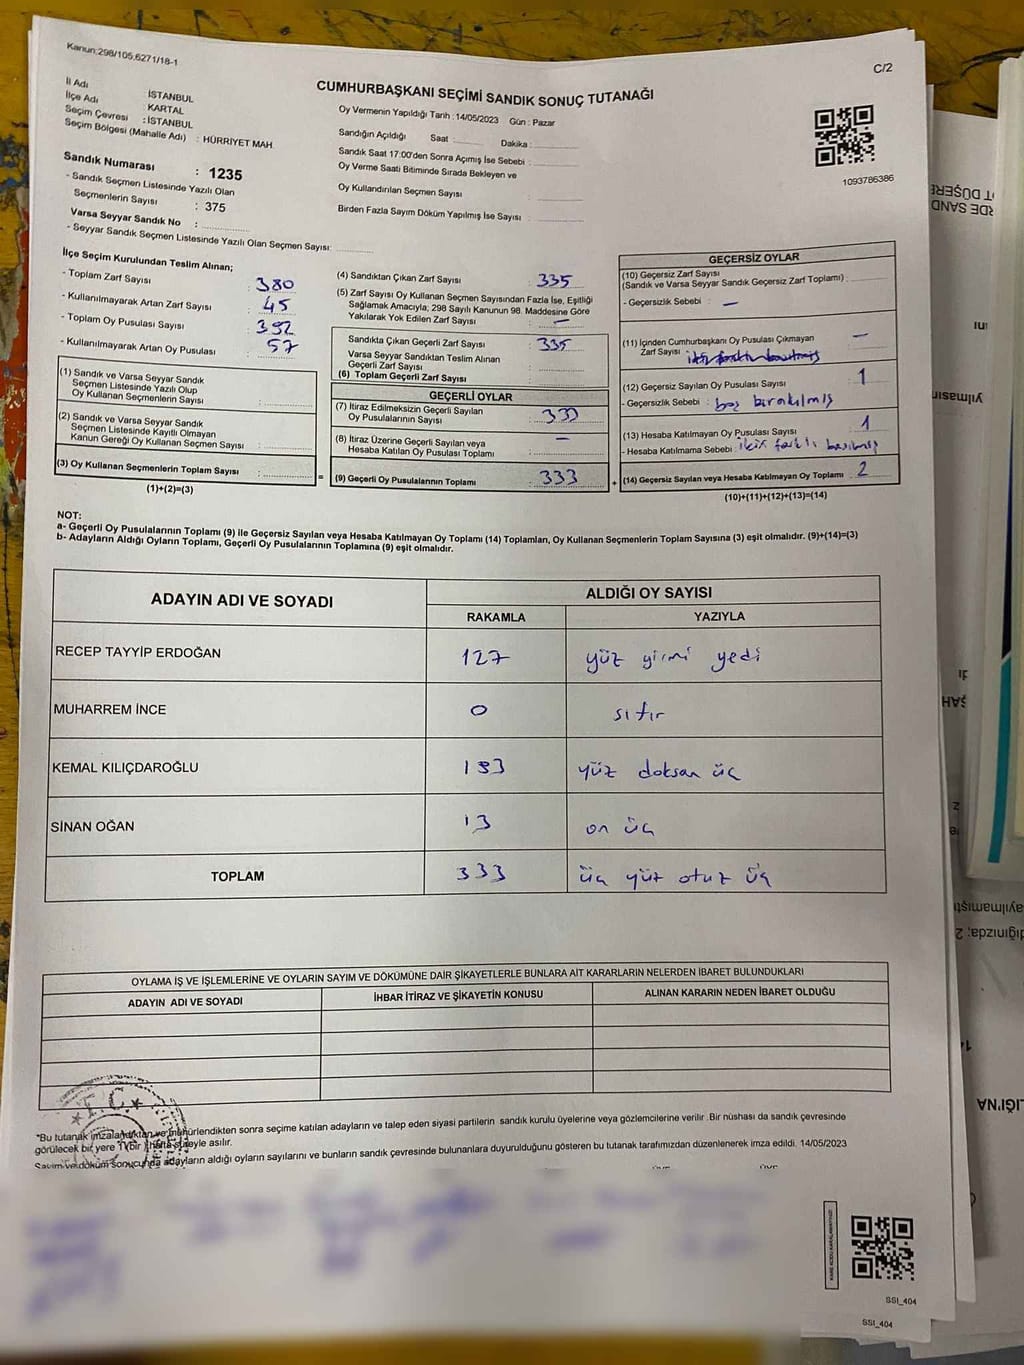 Kanun:298/105,6271/18-1
C/2
CUMHURBAŞKANI SEÇİMİ SANDIK SONUÇ TUTANAĞI
İl Adı İSTANBUL
İlçe Adı KARTAL
Seçim Çevresi : İSTANBUL
Seçim Bölgesi (Mahalle Adı) : HÜRRİYET MAH
Oy Vermenin Yapıldığı Tarih : 14/05/2023 Gün : Pazar
Sandığın Açıldığı Saat : Dakika :
Sandık Saat 17:00'den Sonra Açımış İse Sebebi :
Oy Verme Saati Bitiminde Sırada Bekleyen ve
Oy Kullandırılan Seçmen Sayısı
Birden Fazla Sayım Döküm Yapılmış İse Sayısı
1093786386
Sandık Numarası : 1235
- Sandık Seçmen Listesinde Yazılı Olan
Seçmenlerin Sayısı : 375
Varsa Seyyar Sandık No :
- Seyyar Sandık Seçmen Listesinde Yazılı Olan Seçmen Sayısı:
İlçe Seçim Kurulundan Teslim Alınan;
- Toplam Zarf Sayısı : 380
- Kullanılmayarak Artan Zarf Sayısı : 45
- Toplam Oy Pusulası Sayısı : 392
- Kullanılmayarak Artan Oy Pusulası : 57
(1) Sandık ve Varsa Seyyar Sandık
Seçmen Listesinde Yazılı Olup
Oy Kullanan Seçmenlerin Sayısı :
(2) Sandık ve Varsa Seyyar Sandık
Seçmen Listesinde Kayıtlı Olmayan
Kanun Gereği Oy Kullanan Seçmen Sayısı :
(3) Oy Kullanan Seçmenlerin Toplam Sayısı :
(1)+(2)=(3)
=
(4) Sandıktan Çıkan Zarf Sayısı : 335
(5) Zarf Sayısı Oy Kullanan Seçmen Sayısından Fazla İse, Eşitliği
Sağlamak Amacıyla; 298 Sayılı Kanunun 98. Maddesine Göre
Yakılarak Yok Edilen Zarf Sayısı : —
Sandıkta Çıkan Geçerli Zarf Sayısı : 335
Varsa Seyyar Sandıktan Teslim Alınan
Geçerli Zarf Sayısı :
(6) Toplam Geçerli Zarf Sayısı :
GEÇERLİ OYLAR
(7) İtiraz Edilmeksizin Geçerli Sayılan
Oy Pusulalarının Sayısı : 333
(8) İtiraz Üzerine Geçerli Sayılan veya
Hesaba Katılan Oy Pusulası Toplamı : —
(9) Geçerli Oy Pusulalarının Toplamı : 333
+
GEÇERSİZ OYLAR
(10) Geçersiz Zarf Sayısı
(Sandık ve Varsa Seyyar Sandık Geçersiz Zarf Toplamı) :
- Geçersizlik Sebebi : —
(11) İçinden Cumhurbaşkanı Oy Pusulası Çıkmayan
Zarf Sayısı : —
(12) Geçersiz Sayılan Oy Pusulası Sayısı : 1
- Geçersizlik Sebebi : boş bırakılmış
(13) Hesaba Katılmayan Oy Pusulası Sayısı : 1
- Hesaba Katılmama Sebebi : farklı basılmış
(14) Geçersiz Sayılan veya Hesaba Katılmayan Oy Toplamı : 2
(10)+(11)+(12)+(13)=(14)
NOT:
a- Geçerli Oy Pusulalarının Toplamı (9) ile Geçersiz Sayılan veya Hesaba Katılmayan Oy Toplamı (14) Toplamları, Oy Kullanan Seçmenlerin Toplam Sayısına (3) eşit olmalıdır. (9)+(14)=(3)
b- Adayların Aldığı Oyların Toplamı, Geçerli Oy Pusulalarının Toplamına (9) eşit olmalıdır.
ADAYIN ADI VE SOYADI ALDIĞI OY SAYISI
RAKAMLA YAZIYLA
RECEP TAYYİP ERDOĞAN 127 yüz yirmi yedi
MUHARREM İNCE 0 sıfır
KEMAL KILIÇDAROĞLU 193 yüz doksan üç
SİNAN OĞAN 13 on üç
TOPLAM 333 üç yüz otuz üç
OYLAMA İŞ VE İŞLEMLERİNE VE OYLARIN SAYIM VE DÖKÜMÜNE DAİR ŞİKAYETLERLE BUNLARA AİT KARARLARIN NELERDEN İBARET BULUNDUKLARI
ADAYIN ADI VE SOYADI İHBAR İTİRAZ VE ŞİKAYETİN KONUSU ALINAN KARARIN NEDEN İBARET OLDUĞU
T.C.
"Bu tutanak imzalandıktan ve mühürlendikten sonra seçime katılan adayların ve talep eden siyasi partilerin sandık kurulu üyelerine veya gözlemcilerine verilir .Bir nüshası da sandık çevresinde
görülecek bir yere 1 (bir) hafta süreyle asılır.
Sayım ve döküm sonucunda adayların aldığı oyların sayılarını ve bunların sandık çevresinde bulunanlara duyurulduğunu gösteren bu tutanak tarafımızdan düzenlenerek imza edildi. 14/05/2023
SSI_404
SSI_404